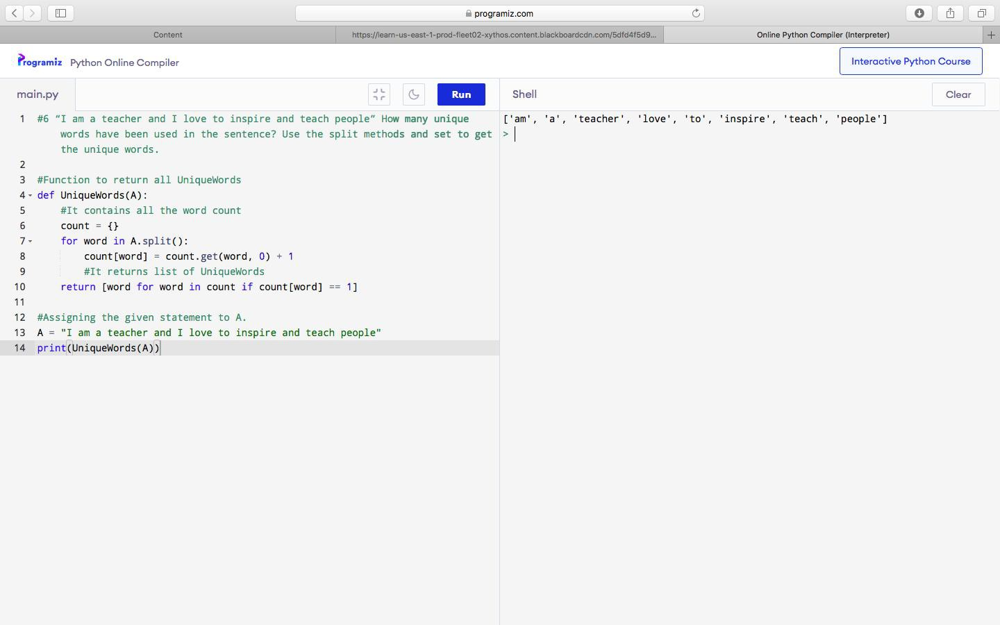 programiz.com
Content
https://learn-us-east-1-prod-fleet02-xythos.content.blackboardcdn.com/5dfd4f5d9...
Online Python Compiler (Interpreter)
Programiz Python Online Compiler
Interactive Python Course
main.py
Run
Shell
Clear
1 #6 “I am a teacher and I love to inspire and teach people” How many unique
words have been used in the sentence? Use the split methods and set to get
the unique words.
2
3 #Function to return all UniqueWords
4 def UniqueWords(A):
5 #It contains all the word count
6 count = {}
7 for word in A.split():
8 count[word] = count.get(word, 0) + 1
9 #It returns list of UniqueWords
10 return [word for word in count if count[word] == 1]
11
12 #Assigning the given statement to A.
13 A = "I am a teacher and I love to inspire and teach people"
14 print(UniqueWords(A))
['am', 'a', 'teacher', 'love', 'to', 'inspire', 'teach', 'people']
>